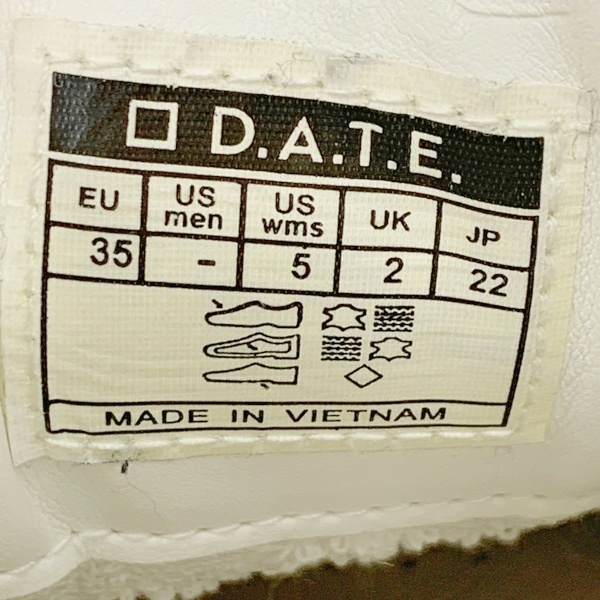 D.A.T.E.
EU US men US wms UK JP
35 - 5 2 22
MADE IN VIETNAM